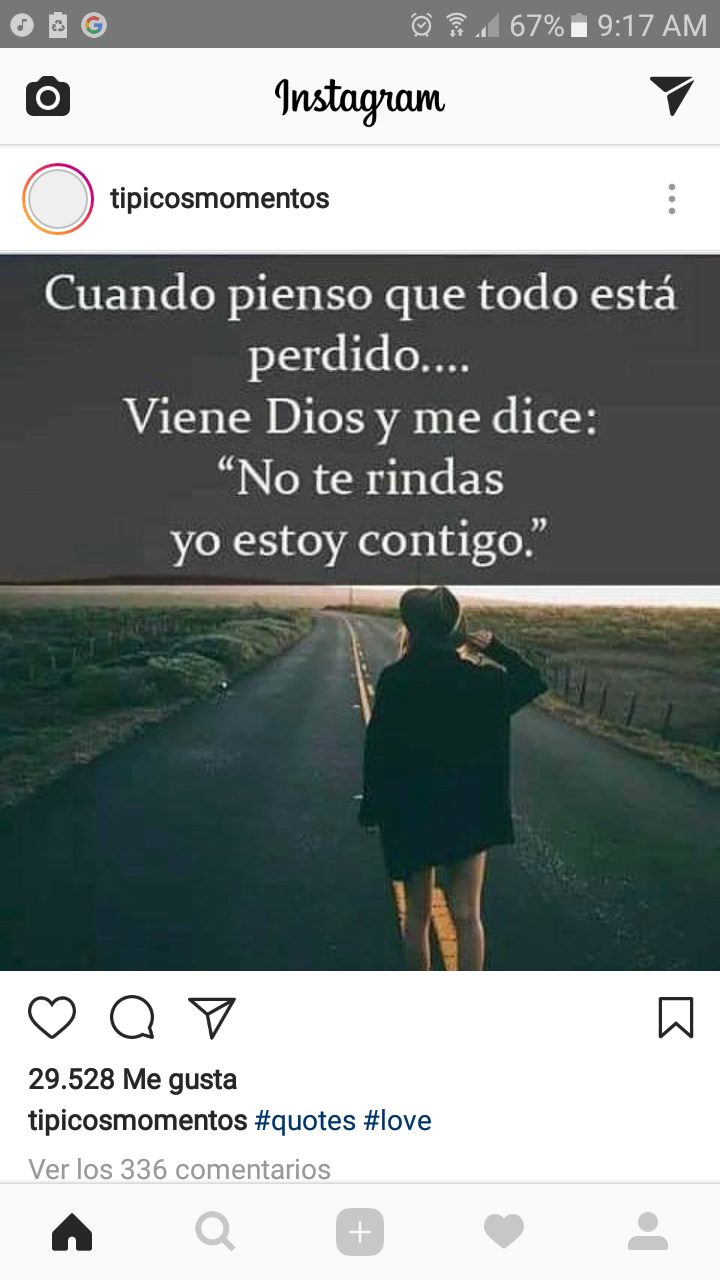 67% 9:17 AM
Instagram
tipicosmomentos
Cuando pienso que todo está
perdido....
Viene Dios y me dice:
“No te rindas
yo estoy contigo.”
29.528 Me gusta
tipicosmomentos #quotes #love
Ver los 336 comentarios